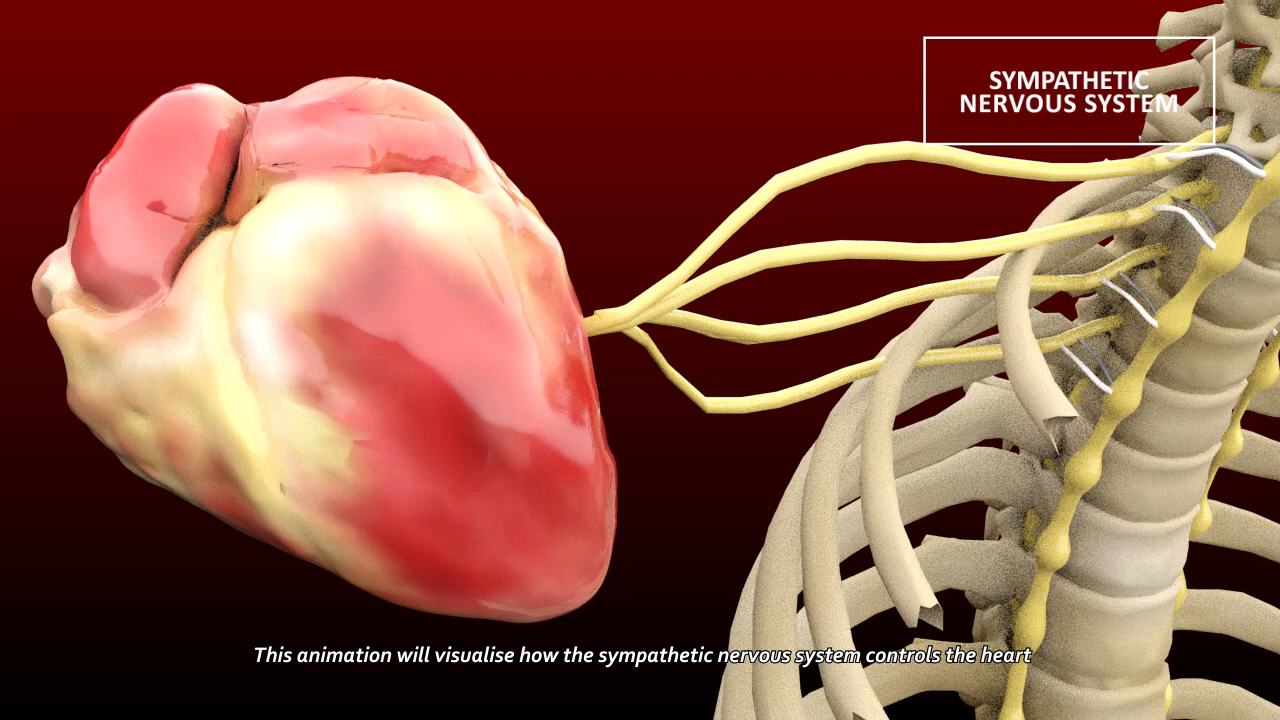 SYMPATHETIC
NERVOUS SYSTEM
This animation will visualise how the sympathetic nervous system controls the heart